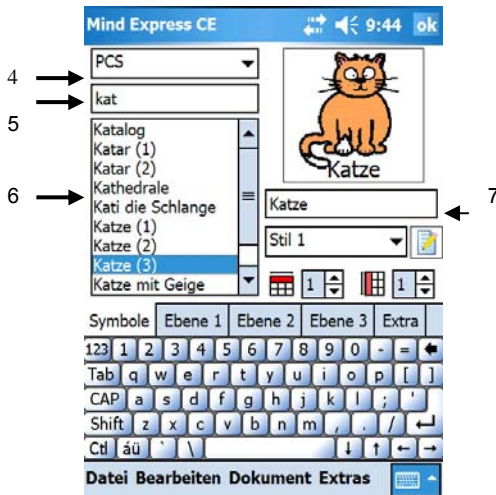 Mind Express CE 9:44 ok
4
PCS
kat
5
Katalog
Katar (1)
Katar (2)
Kathedrale
6
Kati die Schlange
Katze (1)
Katze (2)
Katze (3)
Katze mit Geige
Katze
7
Katze
Stil 1
1 1
Symbole Ebene 1 Ebene 2 Ebene 3 Extra
123 1 2 3 4 5 6 7 8 9 0 - =
Tab q w e r t y u i o p [ ]
CAP a s d f g h j k l ; '
Shift z x c v b n m , . /
Ctl áü ` \
Datei Bearbeiten Dokument Extras